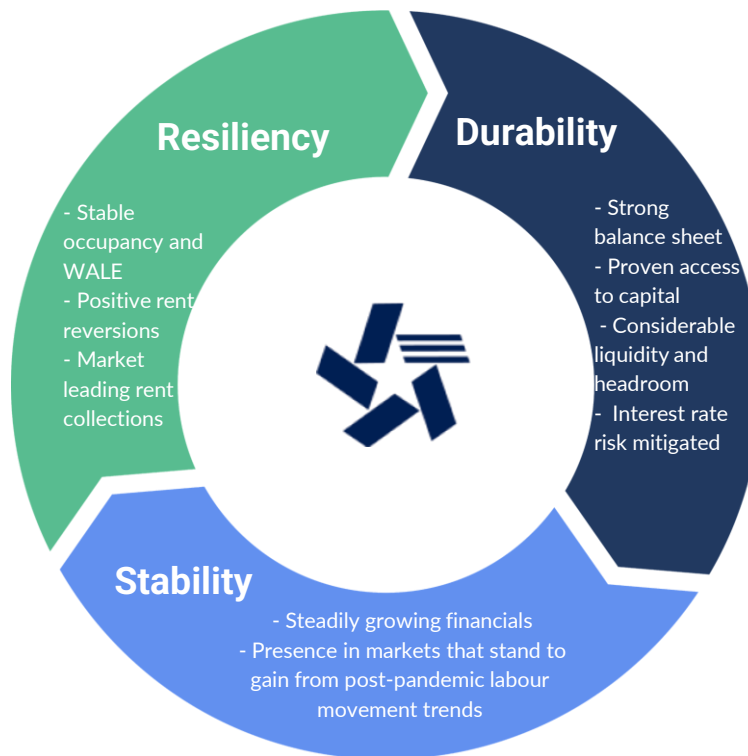 Resiliency
- Stable
occupancy and
WALE
- Positive rent
reversions
- Market
leading rent
collections
Durability
- Strong
balance sheet
- Proven access
to capital
- Considerable
liquidity and
headroom
- Interest rate
risk mitigated
Stability
- Steadily growing financials
- Presence in markets that stand to
gain from post-pandemic labour
movement trends